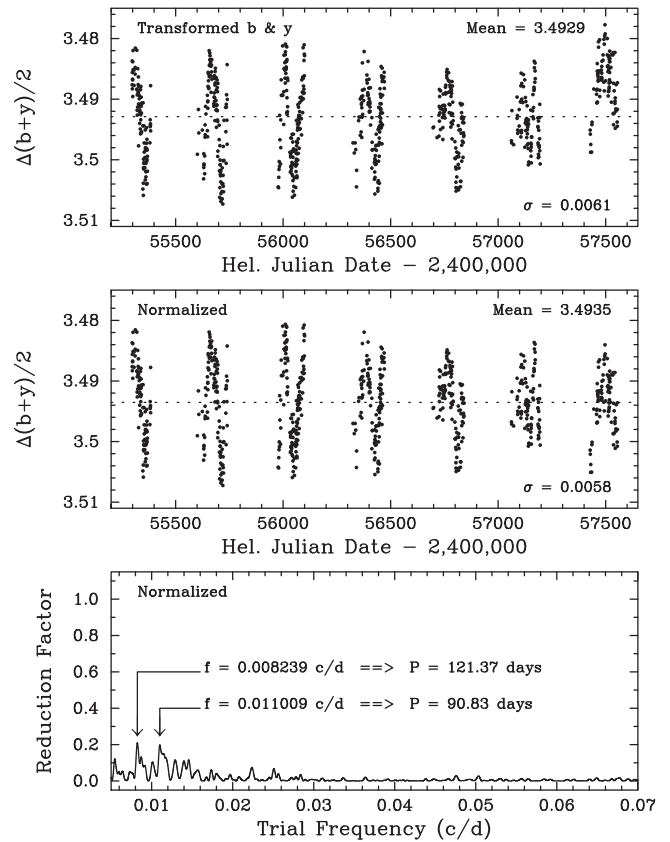 Transformed b & y
Mean = 3.4929
3.48
3.49
3.5
3.51
Δ(b+y)/2
σ = 0.0061
55500 56000 56500 57000 57500
Hel. Julian Date − 2,400,000
Normalized
Mean = 3.4935
3.48
3.49
3.5
3.51
Δ(b+y)/2
σ = 0.0058
55500 56000 56500 57000 57500
Hel. Julian Date − 2,400,000
Normalized
1.0
0.8
0.6
0.4
0.2
0.0
Reduction Factor
f = 0.008239 c/d ==> P = 121.37 days
f = 0.011009 c/d ==> P = 90.83 days
0.01 0.02 0.03 0.04 0.05 0.06 0.07
Trial Frequency (c/d)